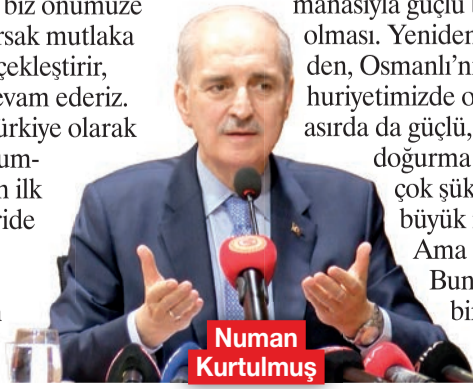 biz önümüze
rsak mutlaka
çekleştirir,
evam ederiz.
ürkiye olarak
um-
n ilk
ride
manasıyla güçlü b
olması. Yeniden
den, Osmanlı’nı
huriyetimizde o
asırda da güçlü,
doğurma
çok şük
büyük
Ama
Bun
bir
Numan
Kurtulmuş